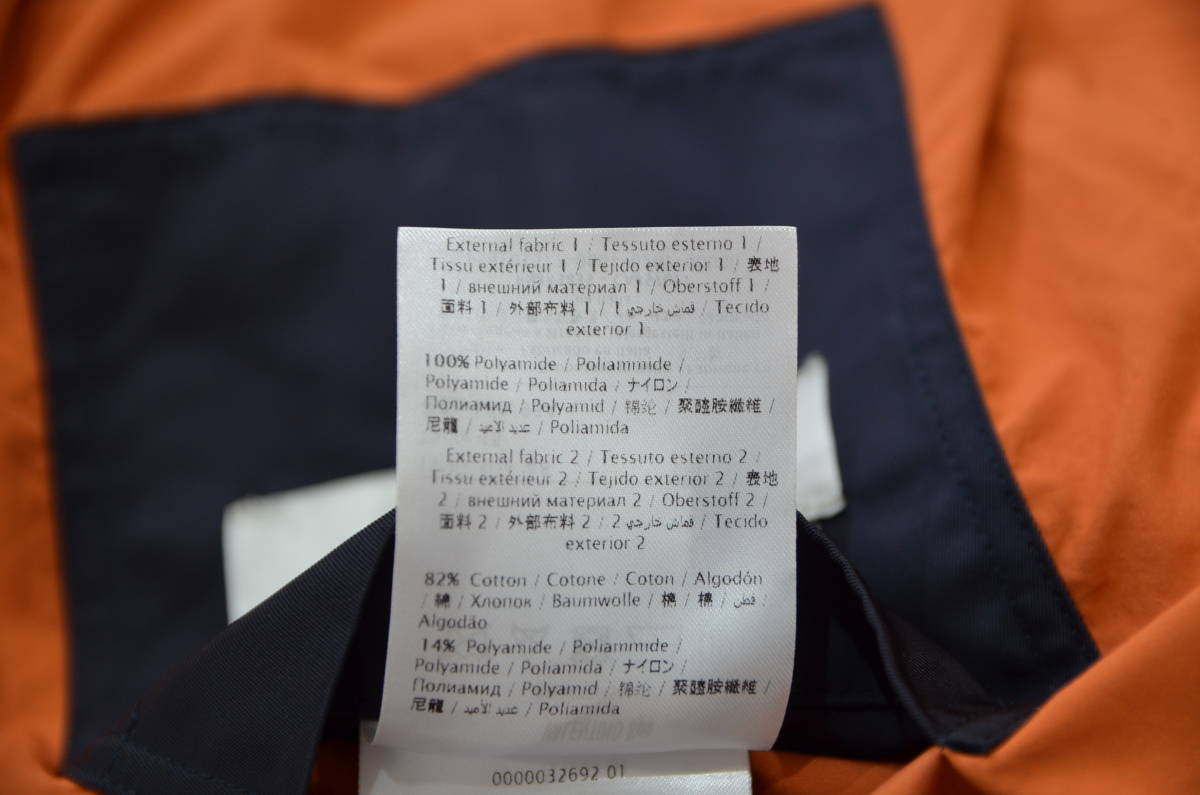 External fabric 1 / Tessuto esterno 1 /
Tissu extérieur 1 / Tejido exterior 1 / 表地
1 / внешний материал 1 / Oberstoff 1 /
面料 1 / 外部布料 1 / قماش خارجي 1 / Tecido
exterior 1
100% Polyamide / Poliammide /
Polyamide / Poliamida / ナイロン /
Полиамид / Polyamid / 锦纶 / 聚醯胺纖維 /
尼龍 / عديد الأميد / Poliamida
External fabric 2 / Tessuto esterno 2 /
Tissu extérieur 2 / Tejido exterior 2 / 表地
2 / внешний материал 2 / Oberstoff 2 /
面料 2 / 外部布料 2 / قماش خارجي 2 / Tecido
exterior 2
82% Cotton / Cotone / Coton / Algodón
/ 綿 / Хлопок / Baumwolle / 棉 / 棉 / قطن /
Algodão
14% Polyamide / Poliammide /
Polyamide / Poliamida / ナイロン /
Полиамид / Polyamid / 锦纶 / 聚醯胺纖維 /
尼龍 / عديد الأميد / Poliamida
0000032692 01